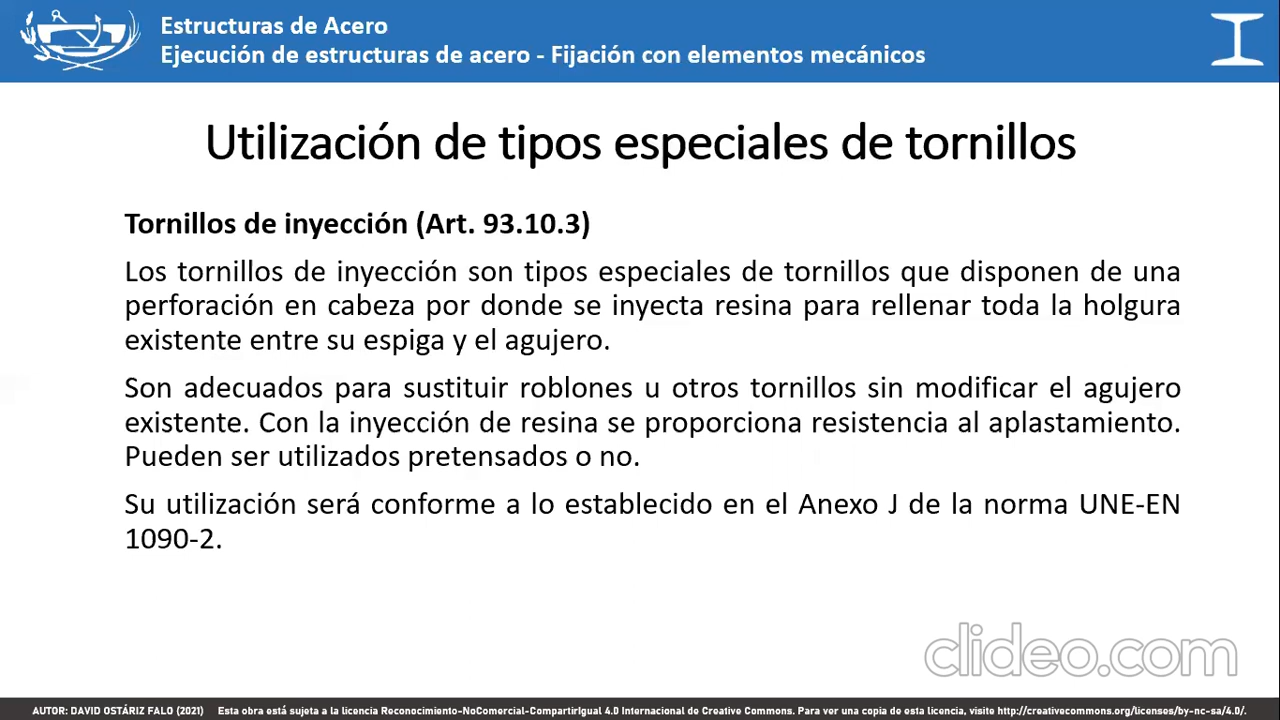 Estructuras de Acero
Ejecución de estructuras de acero - Fijación con elementos mecánicos
Utilización de tipos especiales de tornillos
Tornillos de inyección (Art. 93.10.3)
Los tornillos de inyección son tipos especiales de tornillos que disponen de una
perforación en cabeza por donde se inyecta resina para rellenar toda la holgura
existente entre su espiga y el agujero.
Son adecuados para sustituir roblones u otros tornillos sin modificar el agujero
existente. Con la inyección de resina se proporciona resistencia al aplastamiento.
Pueden ser utilizados pretensados o no.
Su utilización será conforme a lo establecido en el Anexo J de la norma UNE-EN
1090-2.
clideo.com
AUTOR: DAVID OSTÁRIZ FALO (2021) Esta obra está sujeta a la licencia Reconocimiento-NoComercial-CompartirIgual 4.0 Internacional de Creative Commons. Para ver una copia de esta licencia, visite http://creativecommons.org/licenses/by-nc-sa/4.0/.